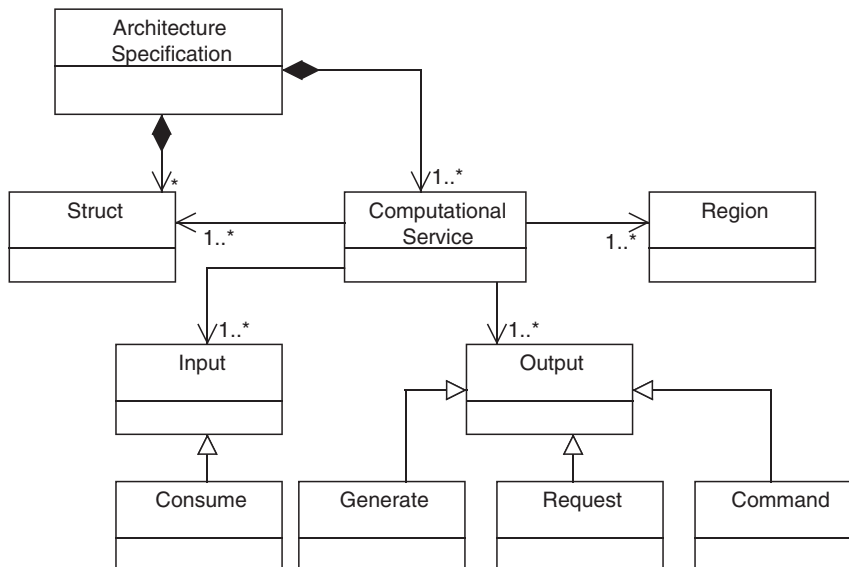 Architecture
Specification
*
1..*
Struct
Computational
Service
Region
1..*
1..*
1..*
1..*
Input
Output
Consume
Generate
Request
Command